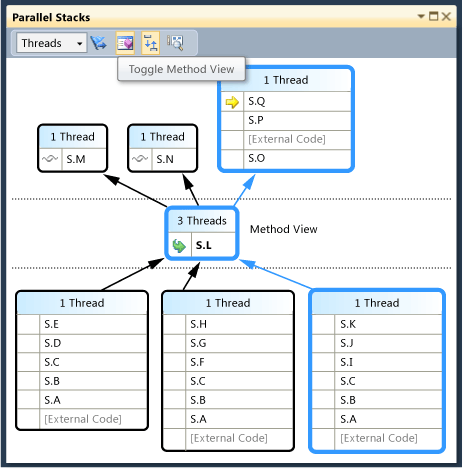 Parallel Stacks
Threads
Toggle Method View
1 Thread
S.Q
S.P
[External Code]
S.O
1 Thread
S.M
1 Thread
S.N
3 Threads
S.L
Method View
1 Thread
S.E
S.D
S.C
S.B
S.A
[External Code]
1 Thread
S.H
S.G
S.F
S.C
S.B
S.A
[External Code]
1 Thread
S.K
S.J
S.I
S.C
S.B
S.A
[External Code]